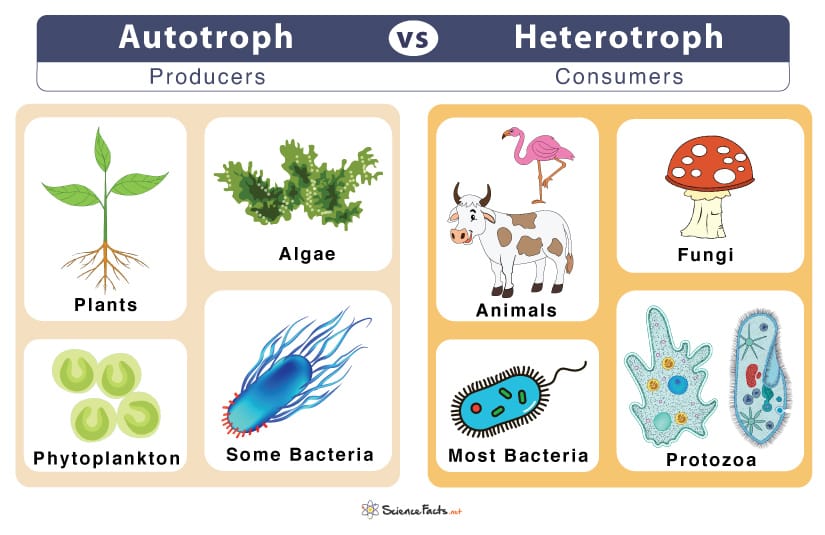 Autotroph vs Heterotroph
Producers Consumers
Plants
Algae
Phytoplankton
Some Bacteria
Animals
Fungi
Most Bacteria
Protozoa
ScienceFacts.net